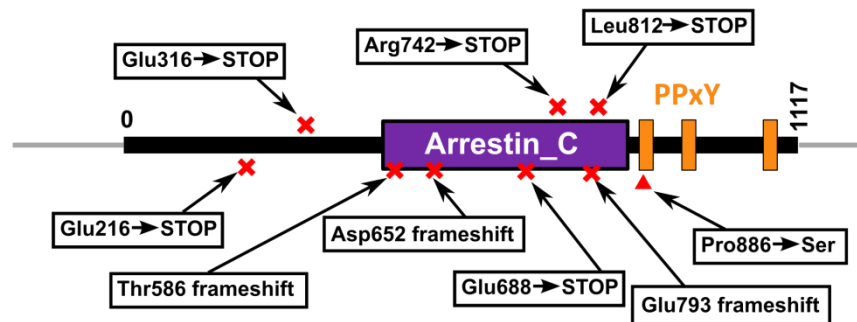 Leu812→STOP
Arg742→STOP
Glu316→STOP
PPxY
0
1117
Arrestin_C
Glu216→STOP
Asp652 frameshift
Pro886→Ser
Thr586 frameshift
Glu688→STOP
Glu793 frameshift